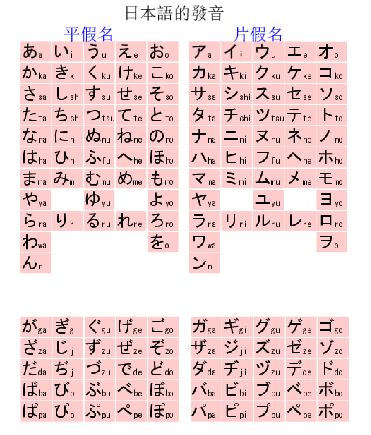 日本語的發音
平假名 片假名
あa いi うu えe おo アa イi ウu エe オo
かka きk くku けke こko カka キki クku ケke コko
さsa しsh すsu せse そso サsa シshi スsu セse ソso
たta ちch つtsu てte とto タta チchi ツtsu テte トto
なna にn ぬnu ねne のno ナna ニni ヌnu ネne ノno
はha ひh ふfu へhe ほho ハha ヒhi フfu ヘhe ホho
まma みm むmu めme もmo マma ミmi ムmu メme モmo
やya ゆyu よyo ヤya ユyu ヨyo
らra りr るru れre ろro ラra リri ルru レre ロro
わwa をo ワwa ヲo
んn ンn
がga ぎg ぐgu げge ごgo ガga ギgi グgu ゲge ゴgo
ざza じj ずzu ぜze ぞzo ザza ジji ズzu ゼze ゾzo
だda ぢj づzu でde どdo ダda ヂji ヅzu デde ドdo
ばba びb ぶbu べbe ぼbo バba ビbi ブbu ベbe ボbo
ぱpa ぴp ぷpu ぺpe ぽpo パpa ピpi プpu ペpe ポpo